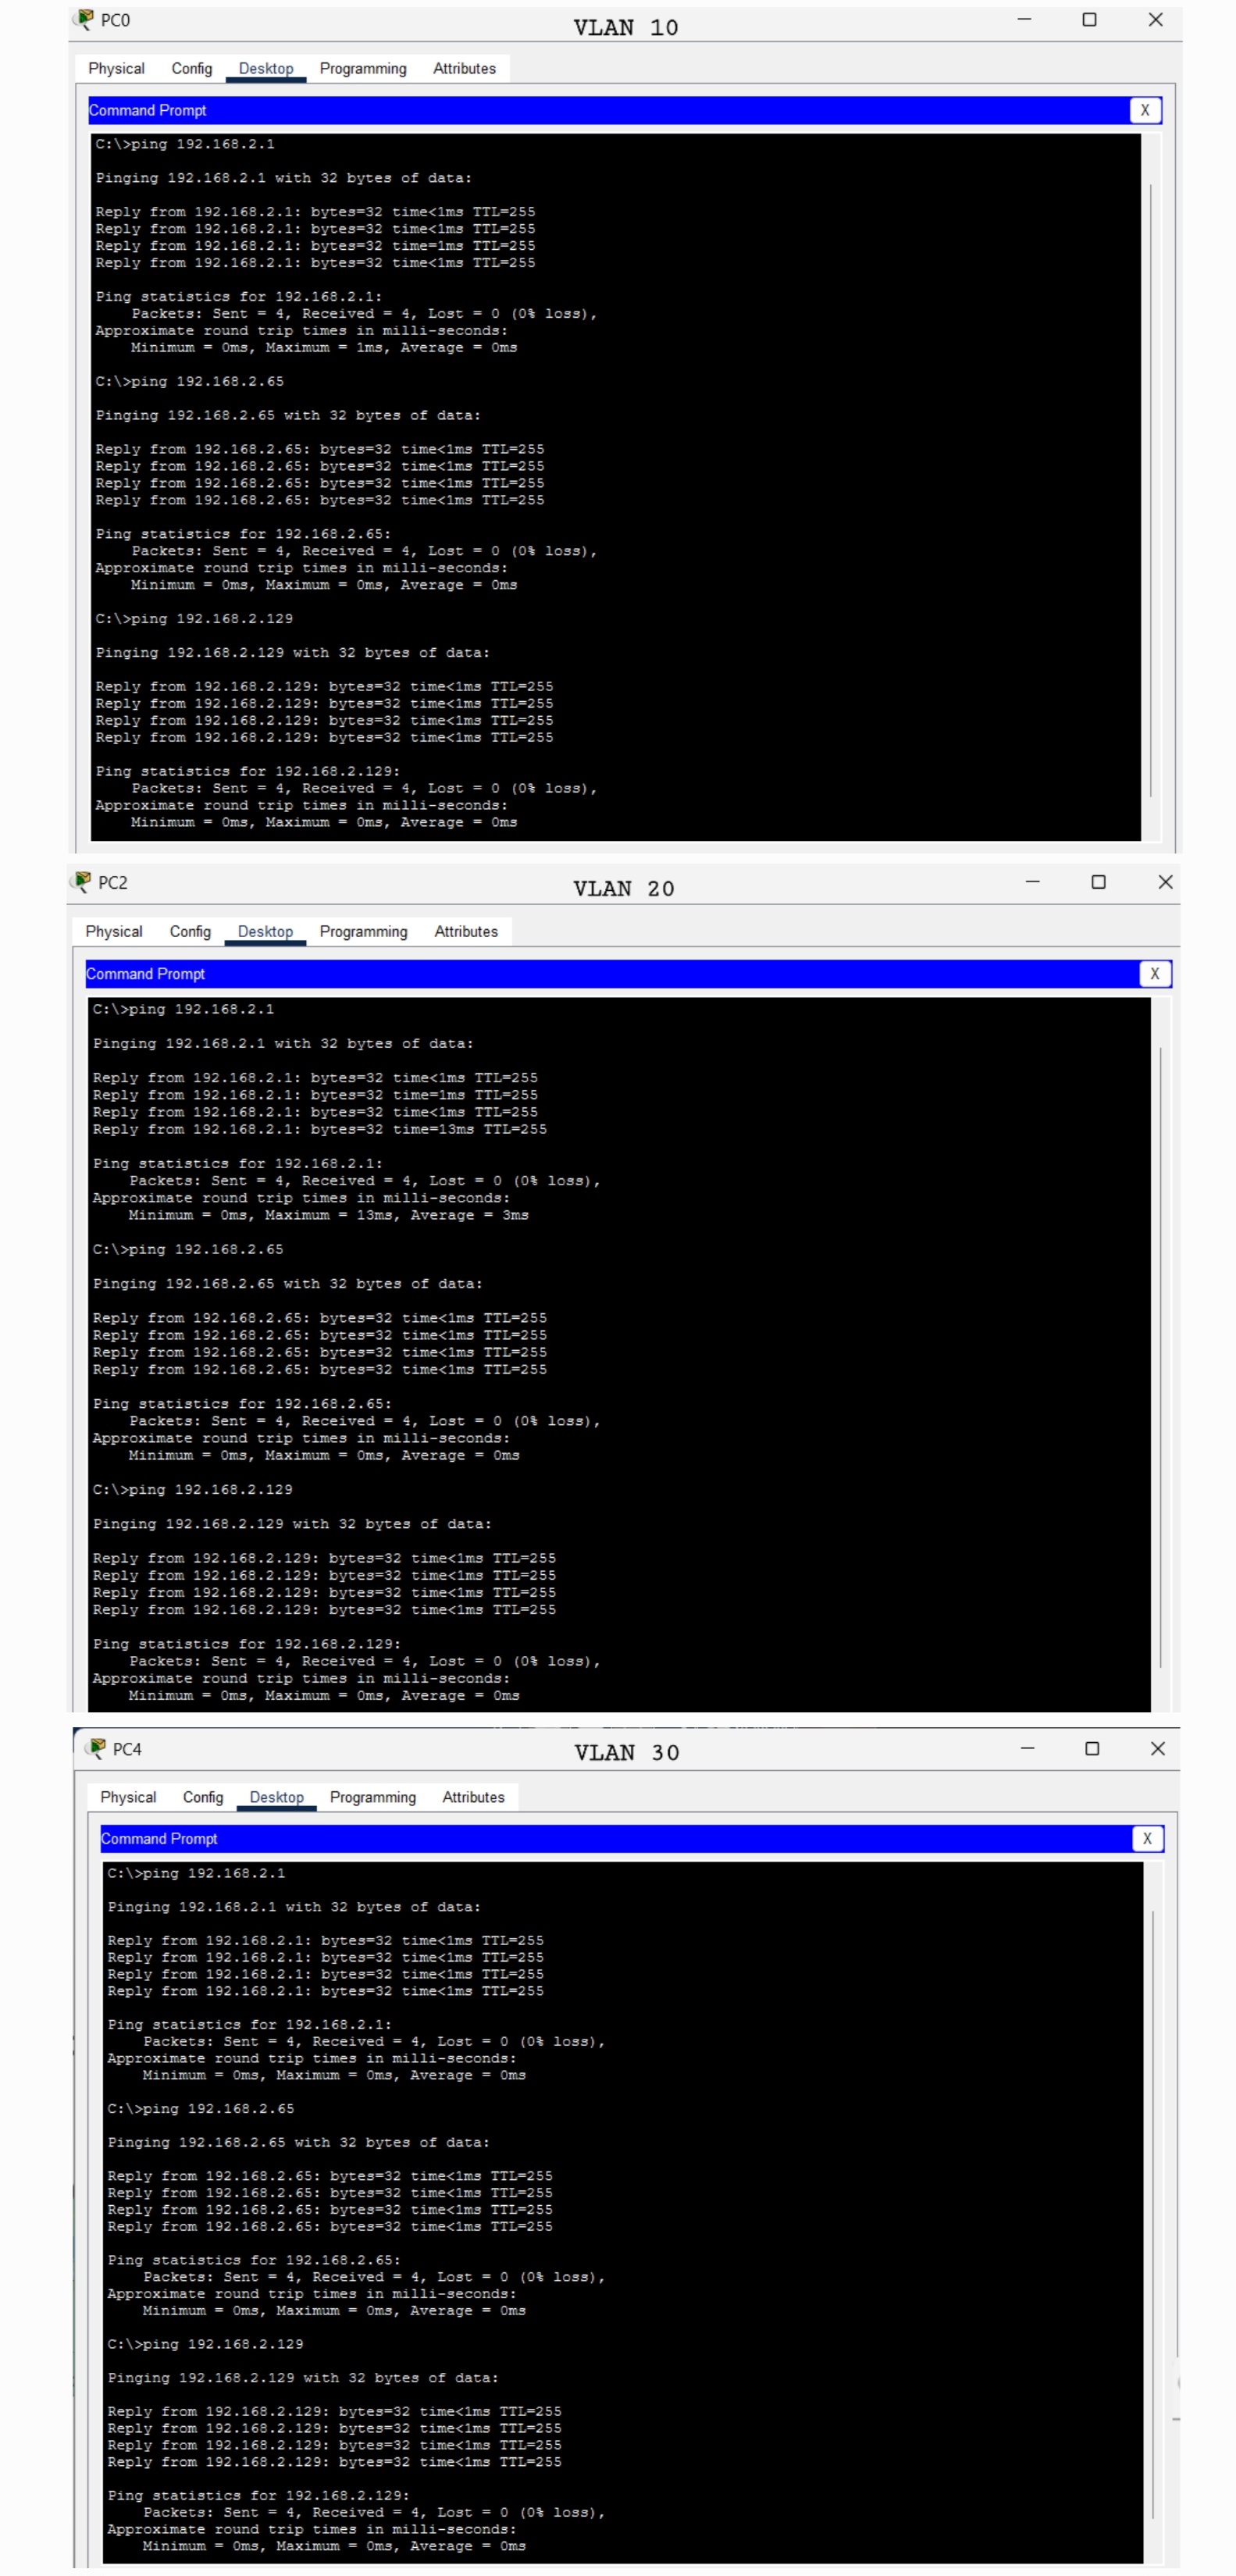 PC0
VLAN 10
Physical Config Desktop Programming Attributes
Command Prompt
X
C:\>ping 192.168.2.1
Pinging 192.168.2.1 with 32 bytes of data:
Reply from 192.168.2.1: bytes=32 time<1ms TTL=255
Reply from 192.168.2.1: bytes=32 time<1ms TTL=255
Reply from 192.168.2.1: bytes=32 time=1ms TTL=255
Reply from 192.168.2.1: bytes=32 time<1ms TTL=255
Ping statistics for 192.168.2.1:
Packets: Sent = 4, Received = 4, Lost = 0 (0% loss),
Approximate round trip times in milli-seconds:
Minimum = 0ms, Maximum = 1ms, Average = 0ms
C:\>ping 192.168.2.65
Pinging 192.168.2.65 with 32 bytes of data:
Reply from 192.168.2.65: bytes=32 time<1ms TTL=255
Reply from 192.168.2.65: bytes=32 time<1ms TTL=255
Reply from 192.168.2.65: bytes=32 time<1ms TTL=255
Reply from 192.168.2.65: bytes=32 time<1ms TTL=255
Ping statistics for 192.168.2.65:
Packets: Sent = 4, Received = 4, Lost = 0 (0% loss),
Approximate round trip times in milli-seconds:
Minimum = 0ms, Maximum = 0ms, Average = 0ms
C:\>ping 192.168.2.129
Pinging 192.168.2.129 with 32 bytes of data:
Reply from 192.168.2.129: bytes=32 time<1ms TTL=255
Reply from 192.168.2.129: bytes=32 time<1ms TTL=255
Reply from 192.168.2.129: bytes=32 time<1ms TTL=255
Reply from 192.168.2.129: bytes=32 time<1ms TTL=255
Ping statistics for 192.168.2.129:
Packets: Sent = 4, Received = 4, Lost = 0 (0% loss),
Approximate round trip times in milli-seconds:
Minimum = 0ms, Maximum = 0ms, Average = 0ms
PC2
VLAN 20
Physical Config Desktop Programming Attributes
Command Prompt
X
C:\>ping 192.168.2.1
Pinging 192.168.2.1 with 32 bytes of data:
Reply from 192.168.2.1: bytes=32 time<1ms TTL=255
Reply from 192.168.2.1: bytes=32 time=1ms TTL=255
Reply from 192.168.2.1: bytes=32 time<1ms TTL=255
Reply from 192.168.2.1: bytes=32 time=13ms TTL=255
Ping statistics for 192.168.2.1:
Packets: Sent = 4, Received = 4, Lost = 0 (0% loss),
Approximate round trip times in milli-seconds:
Minimum = 0ms, Maximum = 13ms, Average = 3ms
C:\>ping 192.168.2.65
Pinging 192.168.2.65 with 32 bytes of data:
Reply from 192.168.2.65: bytes=32 time<1ms TTL=255
Reply from 192.168.2.65: bytes=32 time<1ms TTL=255
Reply from 192.168.2.65: bytes=32 time<1ms TTL=255
Reply from 192.168.2.65: bytes=32 time<1ms TTL=255
Ping statistics for 192.168.2.65:
Packets: Sent = 4, Received = 4, Lost = 0 (0% loss),
Approximate round trip times in milli-seconds:
Minimum = 0ms, Maximum = 0ms, Average = 0ms
C:\>ping 192.168.2.129
Pinging 192.168.2.129 with 32 bytes of data:
Reply from 192.168.2.129: bytes=32 time<1ms TTL=255
Reply from 192.168.2.129: bytes=32 time<1ms TTL=255
Reply from 192.168.2.129: bytes=32 time<1ms TTL=255
Reply from 192.168.2.129: bytes=32 time<1ms TTL=255
Ping statistics for 192.168.2.129:
Packets: Sent = 4, Received = 4, Lost = 0 (0% loss),
Approximate round trip times in milli-seconds:
Minimum = 0ms, Maximum = 0ms, Average = 0ms
PC4
VLAN 30
Physical Config Desktop Programming Attributes
Command Prompt
X
C:\>ping 192.168.2.1
Pinging 192.168.2.1 with 32 bytes of data:
Reply from 192.168.2.1: bytes=32 time<1ms TTL=255
Reply from 192.168.2.1: bytes=32 time<1ms TTL=255
Reply from 192.168.2.1: bytes=32 time<1ms TTL=255
Reply from 192.168.2.1: bytes=32 time<1ms TTL=255
Ping statistics for 192.168.2.1:
Packets: Sent = 4, Received = 4, Lost = 0 (0% loss),
Approximate round trip times in milli-seconds:
Minimum = 0ms, Maximum = 0ms, Average = 0ms
C:\>ping 192.168.2.65
Pinging 192.168.2.65 with 32 bytes of data:
Reply from 192.168.2.65: bytes=32 time<1ms TTL=255
Reply from 192.168.2.65: bytes=32 time<1ms TTL=255
Reply from 192.168.2.65: bytes=32 time<1ms TTL=255
Reply from 192.168.2.65: bytes=32 time<1ms TTL=255
Ping statistics for 192.168.2.65:
Packets: Sent = 4, Received = 4, Lost = 0 (0% loss),
Approximate round trip times in milli-seconds:
Minimum = 0ms, Maximum = 0ms, Average = 0ms
C:\>ping 192.168.2.129
Pinging 192.168.2.129 with 32 bytes of data:
Reply from 192.168.2.129: bytes=32 time<1ms TTL=255
Reply from 192.168.2.129: bytes=32 time<1ms TTL=255
Reply from 192.168.2.129: bytes=32 time<1ms TTL=255
Reply from 192.168.2.129: bytes=32 time<1ms TTL=255
Ping statistics for 192.168.2.129:
Packets: Sent = 4, Received = 4, Lost = 0 (0% loss),
Approximate round trip times in milli-seconds:
Minimum = 0ms, Maximum = 0ms, Average = 0ms